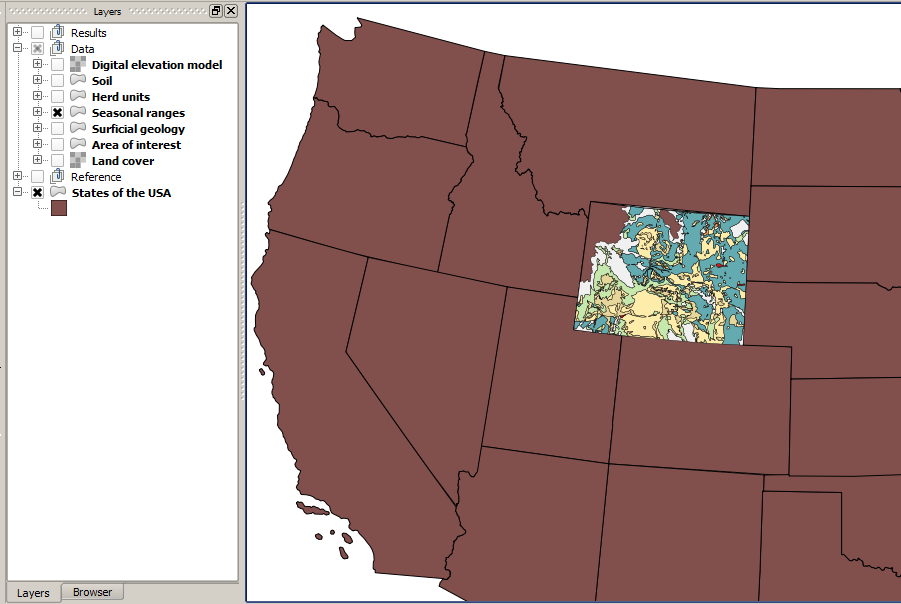 Layers
Results
Data
Digital elevation model
Soil
Herd units
Seasonal ranges
Surficial geology
Area of interest
Land cover
Reference
States of the USA
Layers
Browser